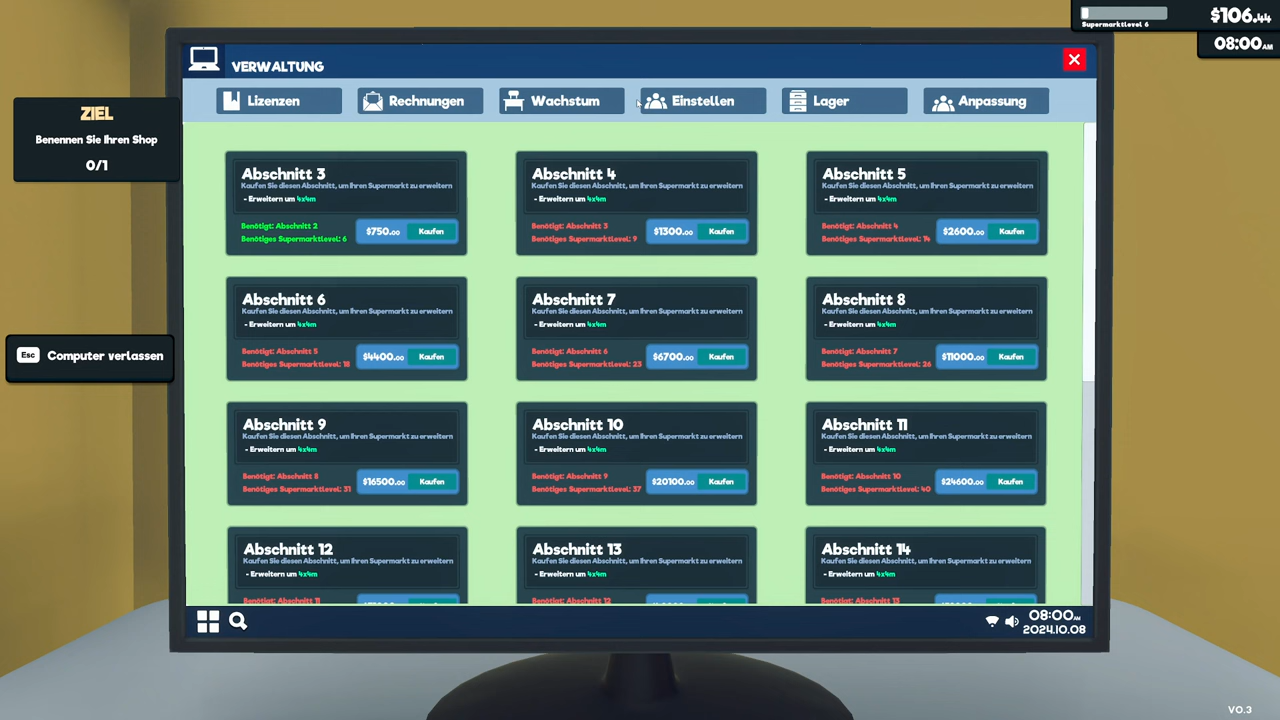 $106.44
Supermarktlevel 6
08:00AM
VERWALTUNG
Lizenzen
Rechnungen
Wachstum
Einstellen
Lager
Anpassung
ZIEL
Benennen Sie Ihren Shop
0/1
Esc Computer verlassen
Abschnitt 3
Kaufen Sie diesen Abschnitt, um Ihren Supermarkt zu erweitern
- Erweitern um 4x4m
Benötigt: Abschnitt 2
Benötiges Supermarktlevel: 6
$750.00 Kaufen
Abschnitt 4
Kaufen Sie diesen Abschnitt, um Ihren Supermarkt zu erweitern
- Erweitern um 4x4m
Benötigt: Abschnitt 3
Benötiges Supermarktlevel: 9
$1300.00 Kaufen
Abschnitt 5
Kaufen Sie diesen Abschnitt, um Ihren Supermarkt zu erweitern
- Erweitern um 4x4m
Benötigt: Abschnitt 4
Benötiges Supermarktlevel: 14
$2600.00 Kaufen
Abschnitt 6
Kaufen Sie diesen Abschnitt, um Ihren Supermarkt zu erweitern
- Erweitern um 4x4m
Benötigt: Abschnitt 5
Benötiges Supermarktlevel: 18
$4400.00 Kaufen
Abschnitt 7
Kaufen Sie diesen Abschnitt, um Ihren Supermarkt zu erweitern
- Erweitern um 4x4m
Benötigt: Abschnitt 6
Benötiges Supermarktlevel: 23
$6700.00 Kaufen
Abschnitt 8
Kaufen Sie diesen Abschnitt, um Ihren Supermarkt zu erweitern
- Erweitern um 4x4m
Benötigt: Abschnitt 7
Benötiges Supermarktlevel: 26
$11000.00 Kaufen
Abschnitt 9
Kaufen Sie diesen Abschnitt, um Ihren Supermarkt zu erweitern
- Erweitern um 4x4m
Benötigt: Abschnitt 8
Benötiges Supermarktlevel: 31
$16500.00 Kaufen
Abschnitt 10
Kaufen Sie diesen Abschnitt, um Ihren Supermarkt zu erweitern
- Erweitern um 4x4m
Benötigt: Abschnitt 9
Benötiges Supermarktlevel: 37
$20100.00 Kaufen
Abschnitt 11
Kaufen Sie diesen Abschnitt, um Ihren Supermarkt zu erweitern
- Erweitern um 4x4m
Benötigt: Abschnitt 10
Benötiges Supermarktlevel: 40
$24600.00 Kaufen
Abschnitt 12
Kaufen Sie diesen Abschnitt, um Ihren Supermarkt zu erweitern
- Erweitern um 4x4m
Benötigt: Abschnitt 11
Abschnitt 13
Kaufen Sie diesen Abschnitt, um Ihren Supermarkt zu erweitern
- Erweitern um 4x4m
Benötigt: Abschnitt 12
Abschnitt 14
Kaufen Sie diesen Abschnitt, um Ihren Supermarkt zu erweitern
- Erweitern um 4x4m
Benötigt: Abschnitt 13
08:00AM
2024.10.08
V0.3